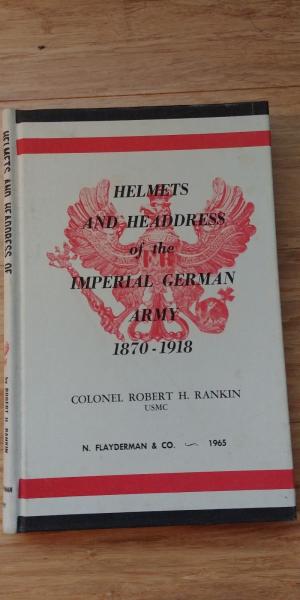 HELMETS
AND HEADDRESS
of the
IMPERIAL GERMAN
ARMY
1870-1918
COLONEL ROBERT H. RANKIN
USMC
N. FLAYDERMAN & CO. 1965
HELMETS AND HEADDRESS OF
by ROBERT H. RANKIN